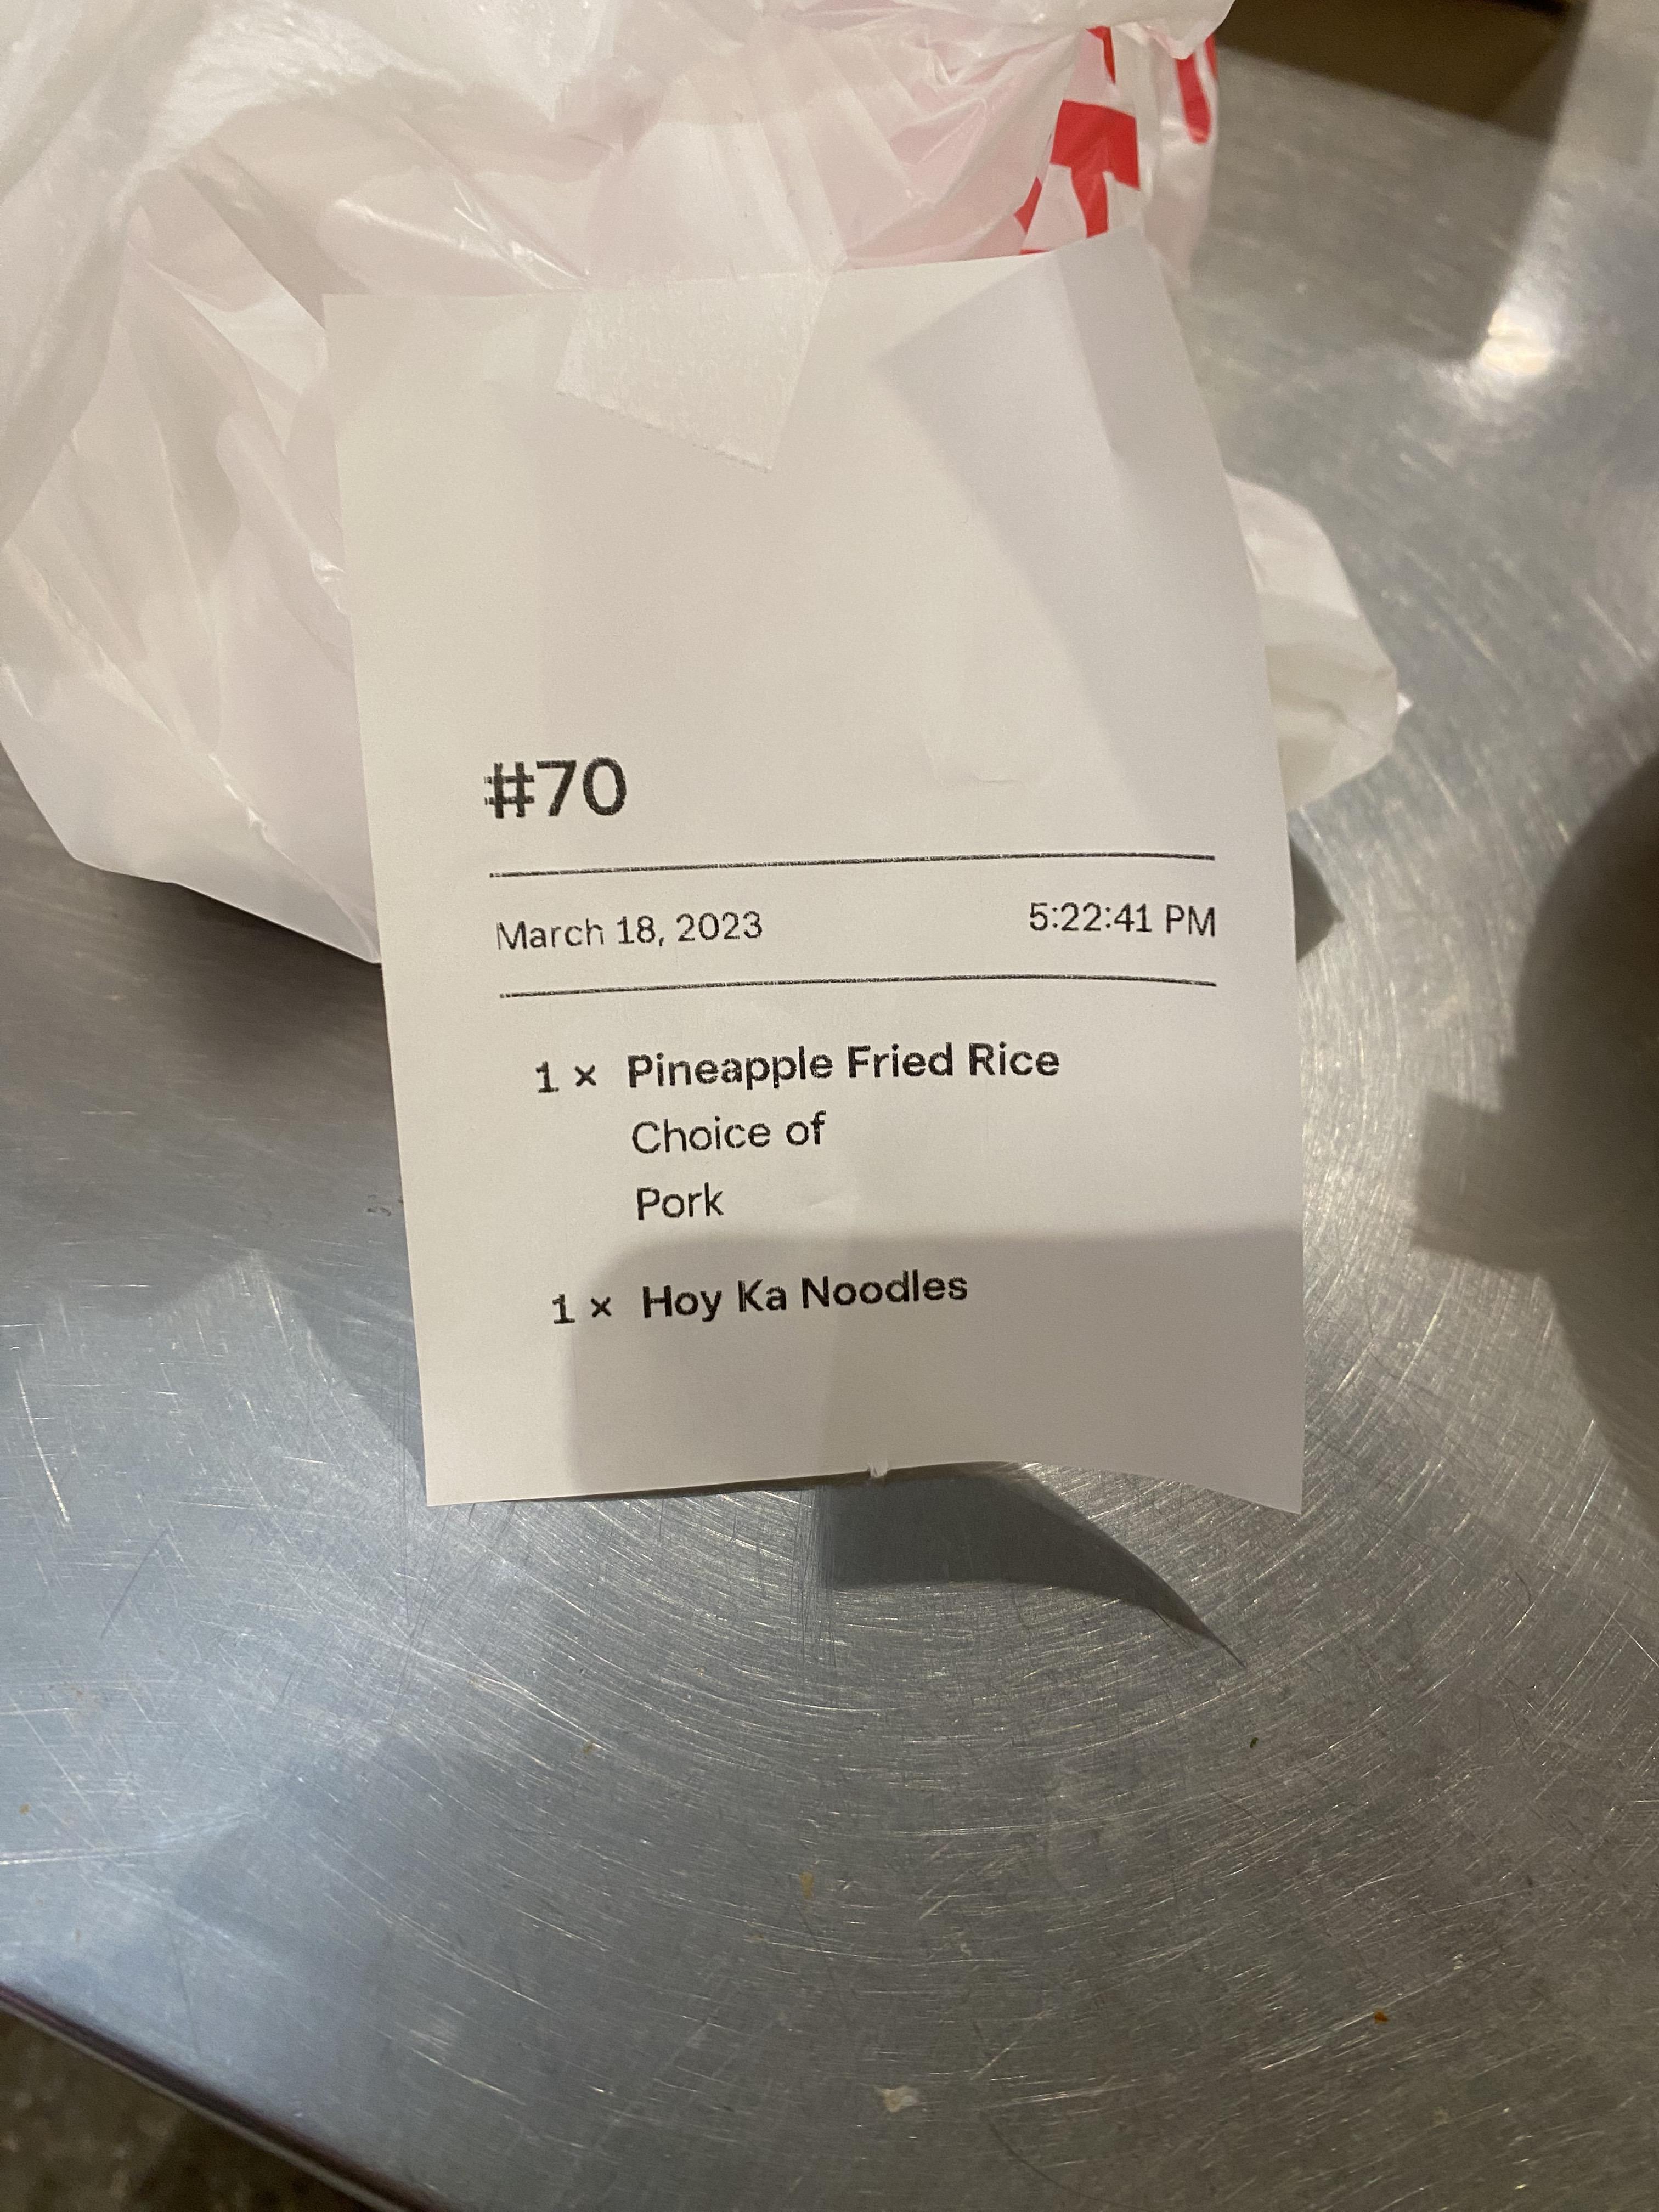 #70
March 18, 2023 5:22:41 PM
1 × Pineapple Fried Rice
Choice of
Pork
1 × Hoy Ka Noodles